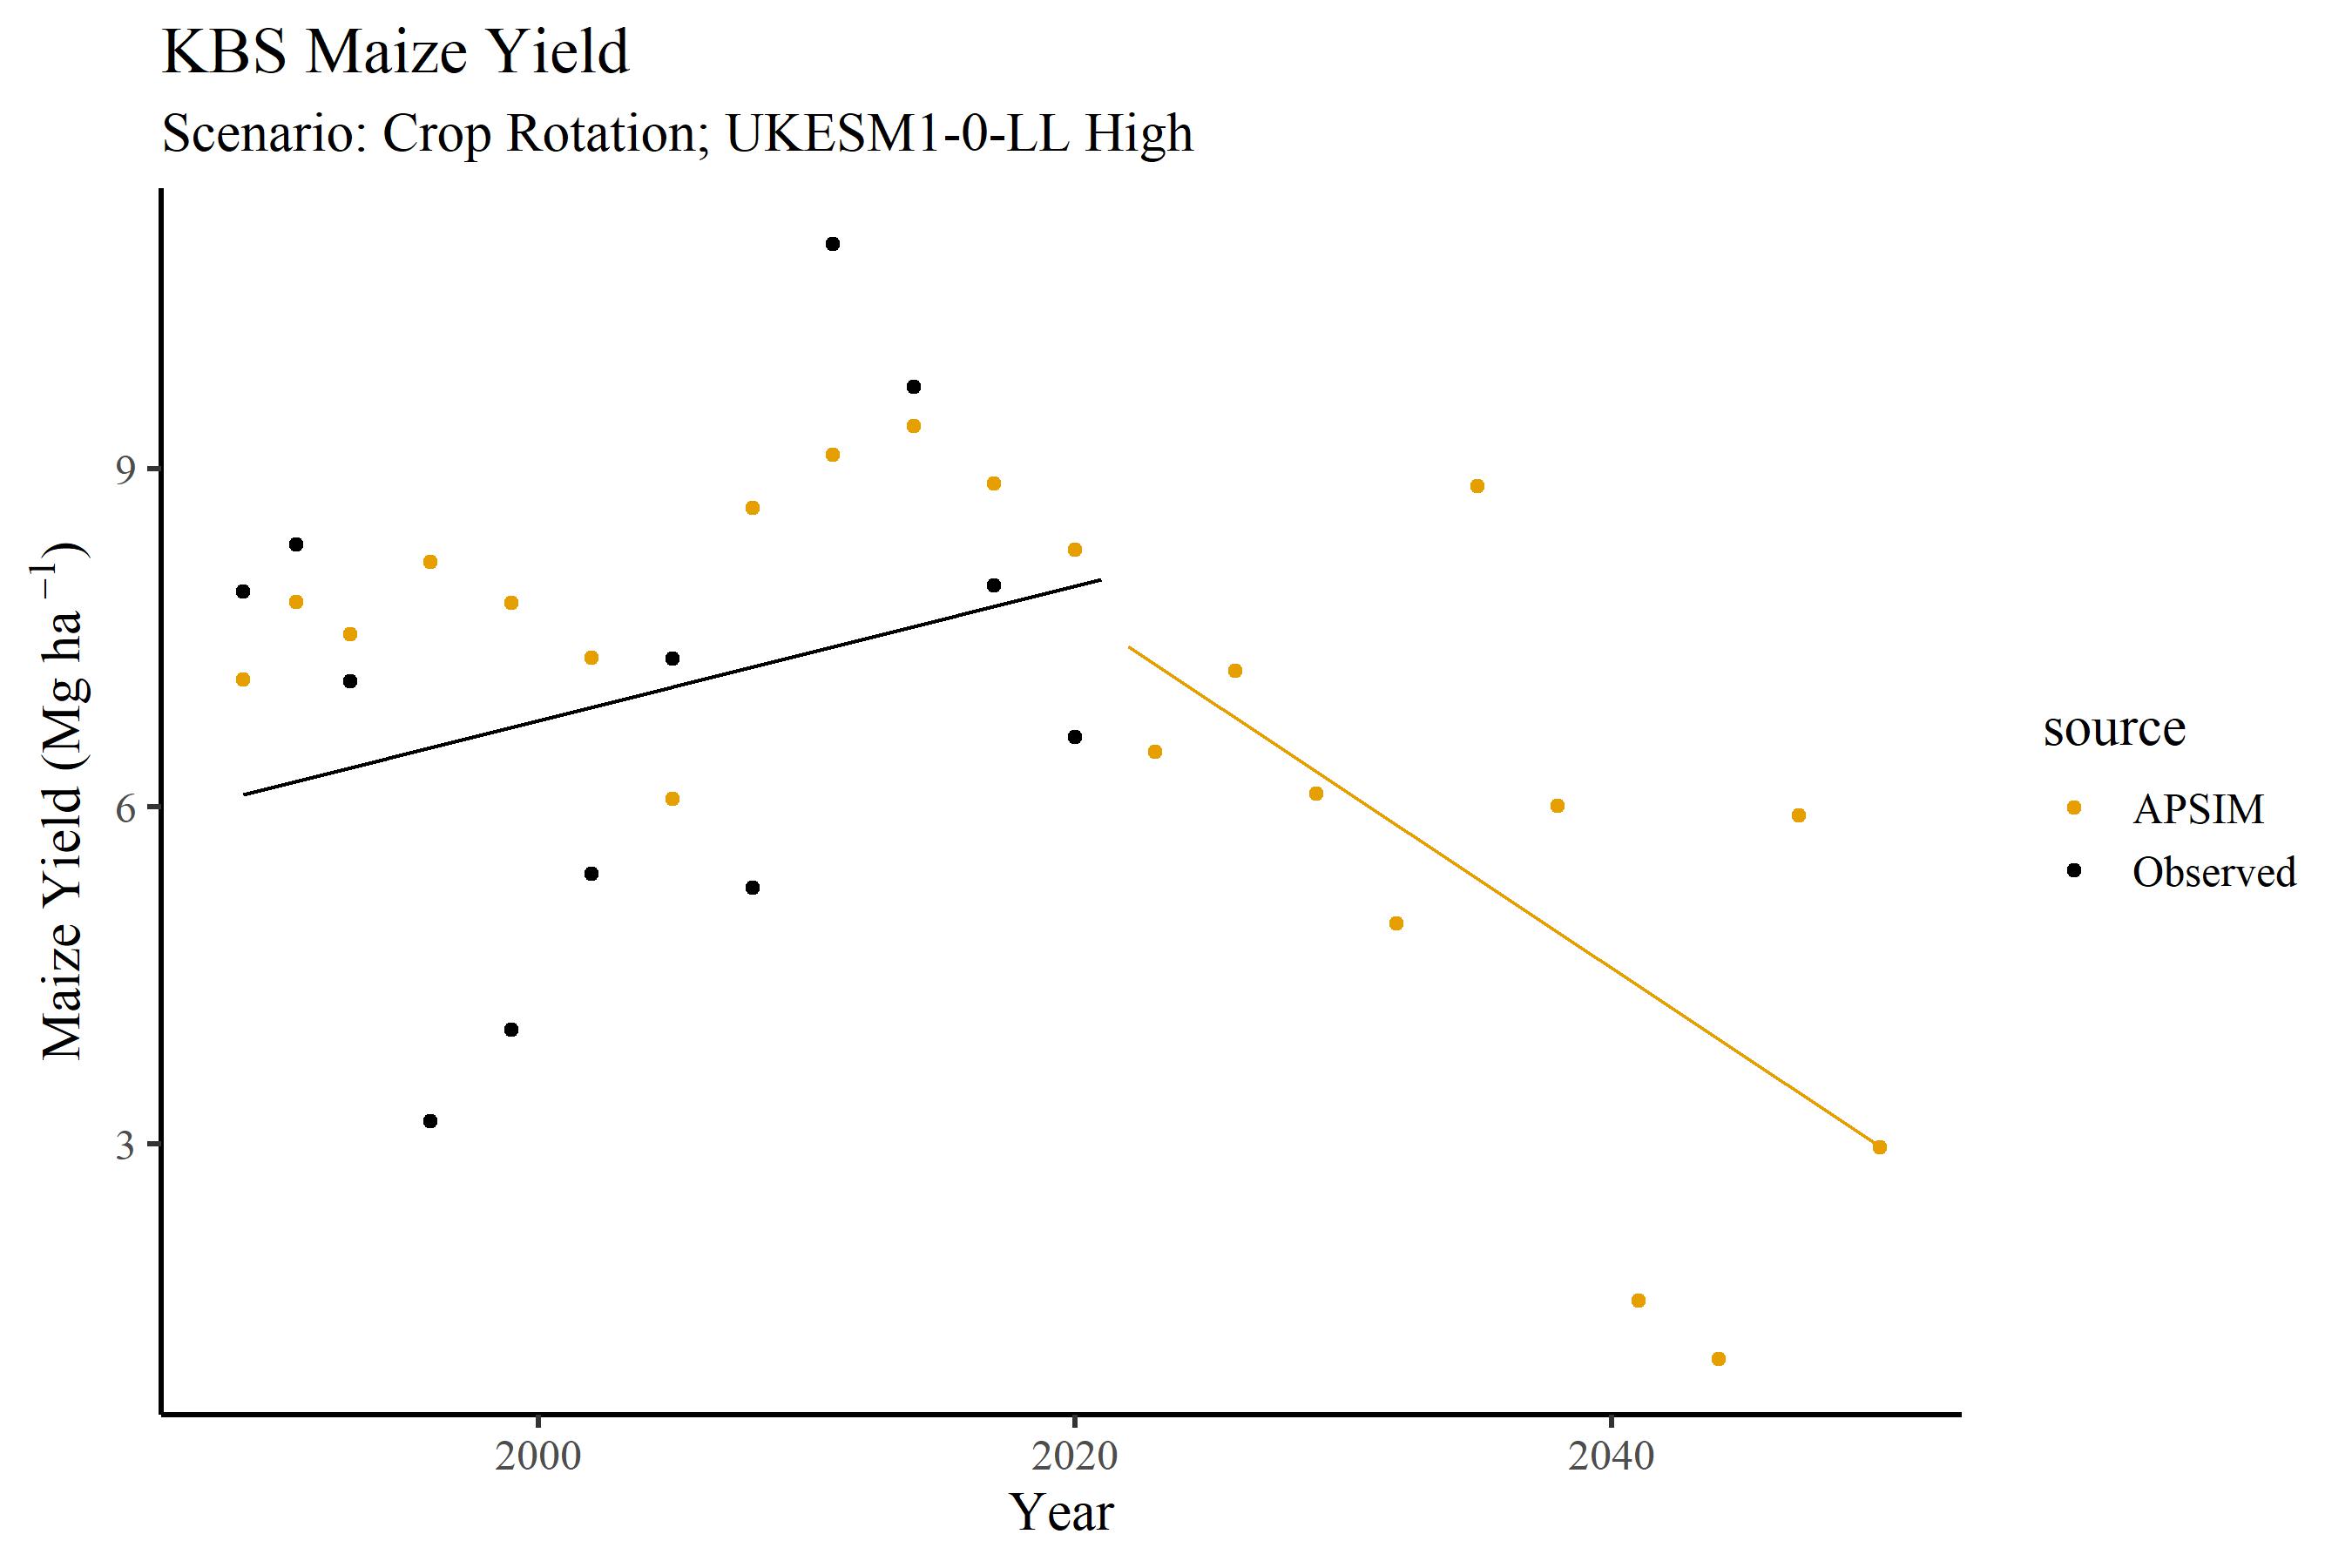 KBS Maize Yield
Scenario: Crop Rotation; UKESM1-0-LL High
Maize Yield (Mg ha −1)
9
6
3
2000
2020
2040
Year
source
APSIM
Observed